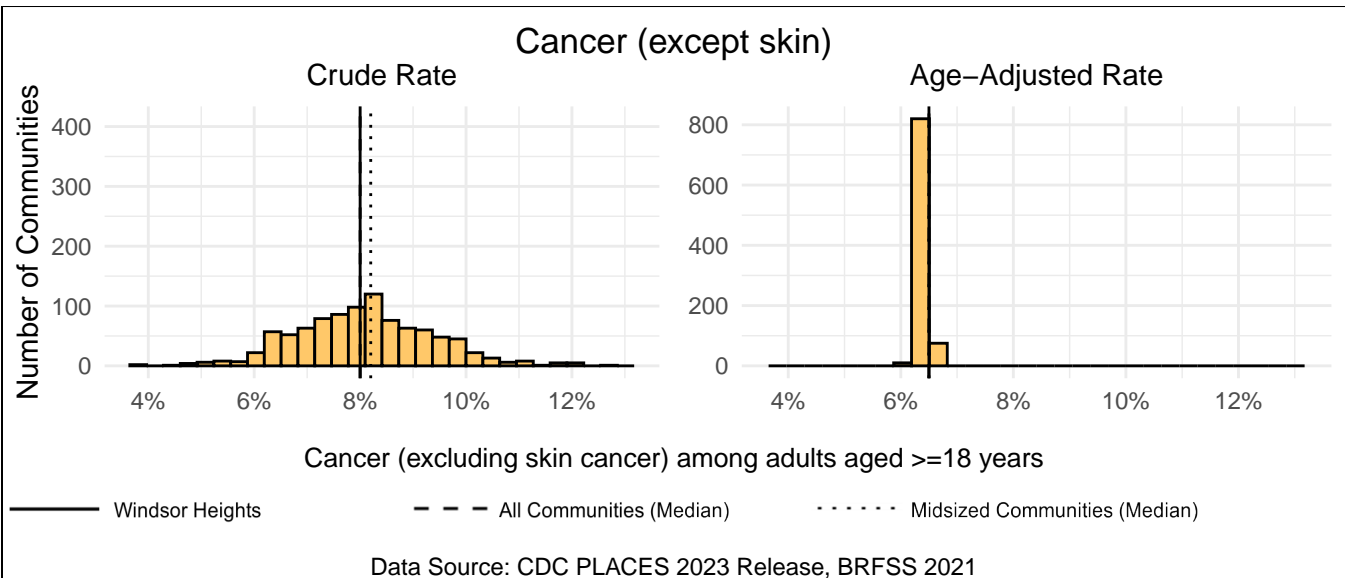 Cancer (except skin)
Crude Rate
Age−Adjusted Rate
Number of Communities
400
300
200
100
0
4%
6%
8%
10%
12%
800
600
400
200
0
4%
6%
8%
10%
12%
Cancer (excluding skin cancer) among adults aged >=18 years
Windsor Heights
All Communities (Median)
Midsized Communities (Median)
Data Source: CDC PLACES 2023 Release, BRFSS 2021